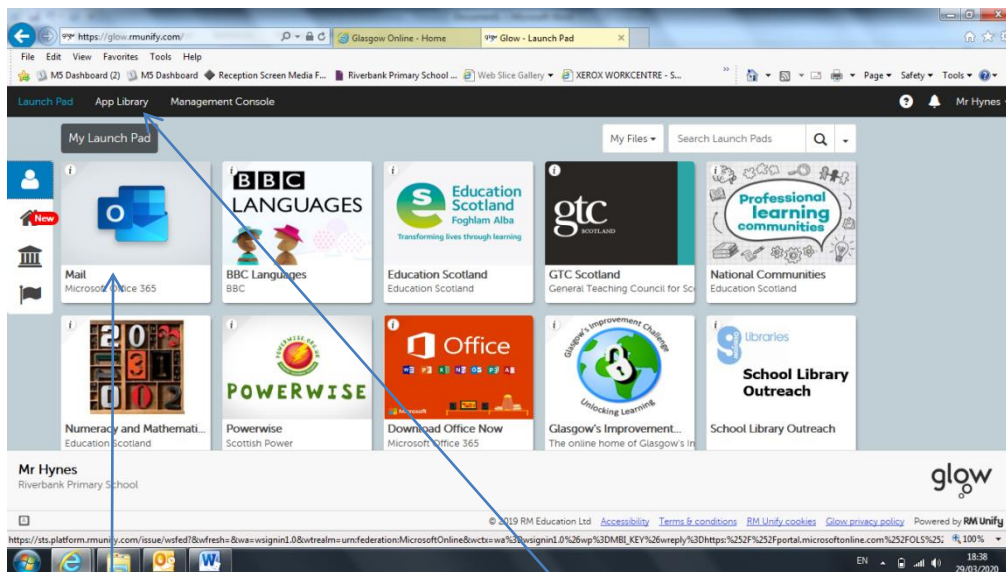 https://glow.rmunify.com/
Glasgow Online - Home
Glow - Launch Pad
File Edit View Favorites Tools Help
M5 Dashboard (2) M5 Dashboard Reception Screen Media F... Riverbank Primary School ... Web Slice Gallery XEROX WORKCENTRE - S... Page Safety Tools
Launch Pad App Library Management Console Mr Hynes
My Launch Pad My Files Search Launch Pads
New
BBC
LANGUAGES
Education
Scotland
Foghlam Alba
Transforming lives through learning
gtc
SCOTLAND
Professional
learning
communities
Mail
Microsoft Office 365
BBC Languages
BBC
Education Scotland
Education Scotland
GTC Scotland
General Teaching Council for Sco
National Communities
Education Scotland
POWERWISE.ORG.UK
POWERWISE
Office
Microsoft
Glasgow's Improvement Challenge
Unlocking Learning
libraries
School Library
Outreach
Numeracy and Mathemati...
Education Scotland
Powerwise
Scottish Power
Download Office Now
Microsoft Office 365
Glasgow's Improvement...
The online home of Glasgow's In
School Library Outreach
Mr Hynes
Riverbank Primary School
glow
© 2019 RM Education Ltd Accessibility Terms & conditions RM Unify cookies Glow privacy policy Powered by RM Unify
100%
EN
18:38
29/03/2020